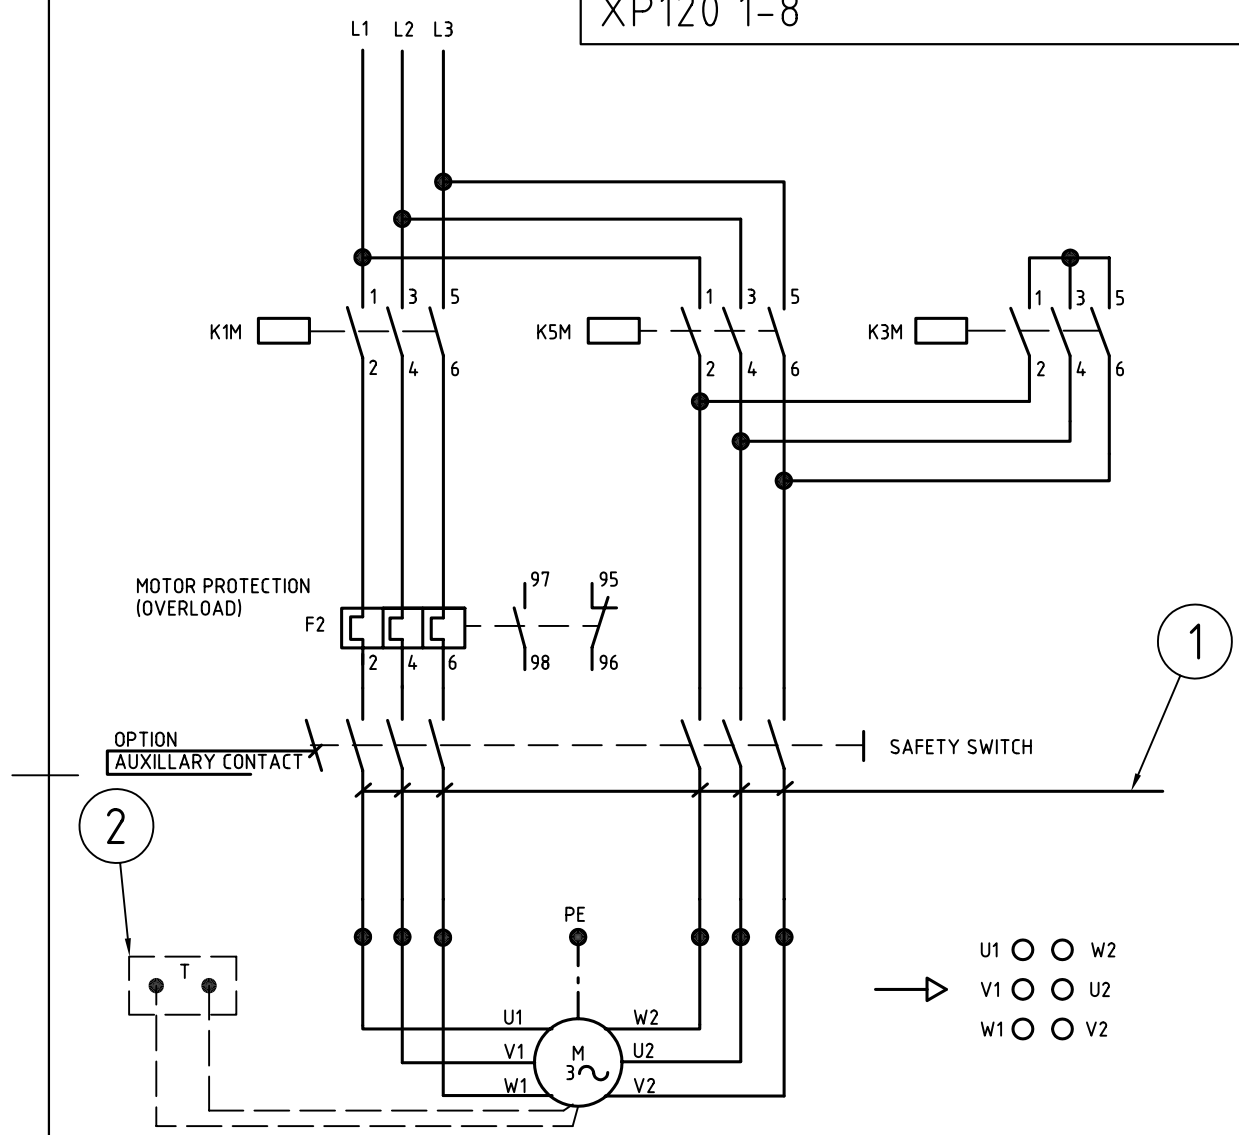 XP120 1-8
L1 L2 L3
1 3 5
1 3 5
1 3 5
K1M
K5M
K3M
2 4 6
2 4 6
2 4 6
MOTOR PROTECTION
(OVERLOAD)
F2
97 95
2 4 6
98 96
1
OPTION
AUXILLARY CONTACT
SAFETY SWITCH
2
PE
T
U1 W2
V1 U2
W1 V2
M
3
U1 W2
V1 U2
W1 V2